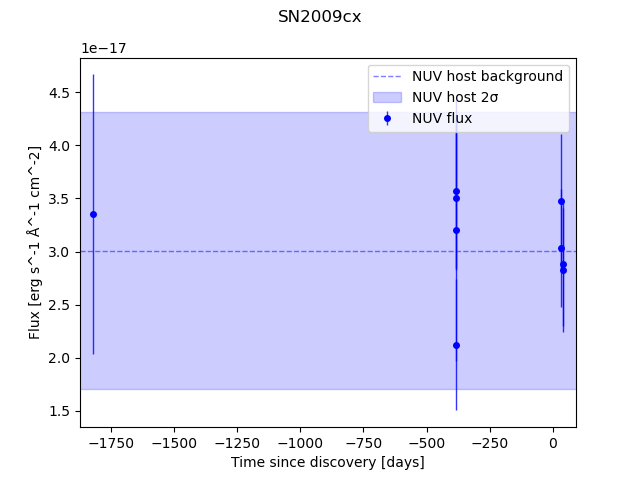 SN2009cx
1e−17
NUV host background
NUV host 2σ
NUV flux
4.5
4.0
3.5
3.0
2.5
2.0
1.5
Flux [erg s^-1 Å^-1 cm^-2]
−1750
−1500
−1250
−1000
−750
−500
−250
0
Time since discovery [days]